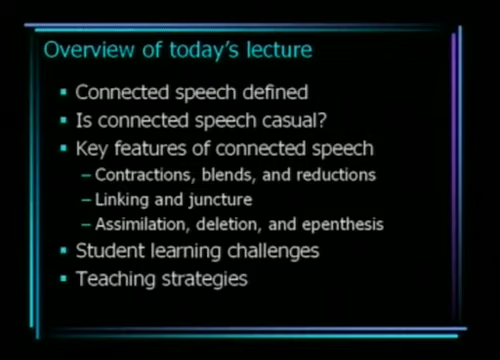 Overview of today's lecture
▪ Connected speech defined
▪ Is connected speech casual?
▪ Key features of connected speech
– Contractions, blends, and reductions
– Linking and juncture
– Assimilation, deletion, and epenthesis
▪ Student learning challenges
▪ Teaching strategies